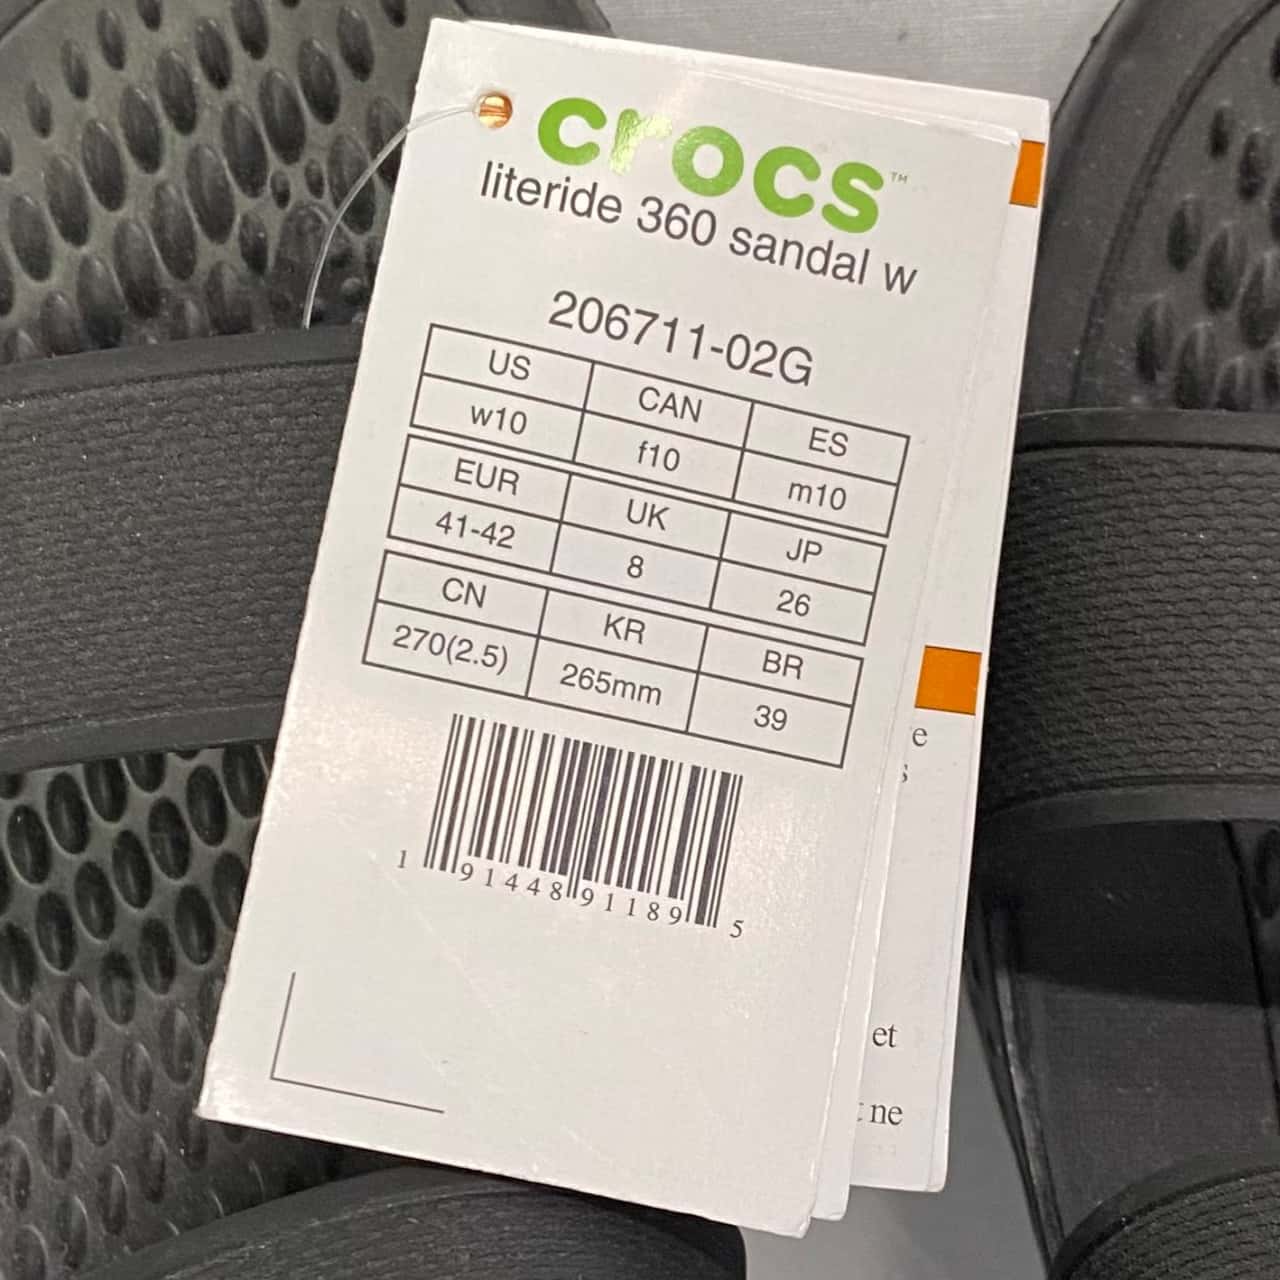 crocs™
literide 360 sandal w
206711-02G
US CAN ES
w10 f10 m10
EUR UK JP
41-42 8 26
CN KR BR
270(2.5) 265mm 39
1 91448 91189 5
e
s
et
t ne